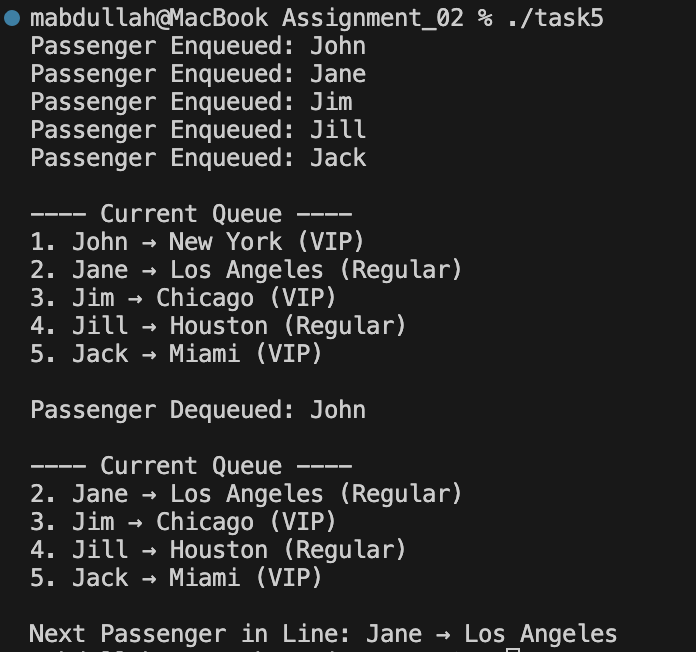 mabdullah@MacBook Assignment_02 % ./task5
Passenger Enqueued: John
Passenger Enqueued: Jane
Passenger Enqueued: Jim
Passenger Enqueued: Jill
Passenger Enqueued: Jack
---- Current Queue ----
1. John → New York (VIP)
2. Jane → Los Angeles (Regular)
3. Jim → Chicago (VIP)
4. Jill → Houston (Regular)
5. Jack → Miami (VIP)
Passenger Dequeued: John
---- Current Queue ----
2. Jane → Los Angeles (Regular)
3. Jim → Chicago (VIP)
4. Jill → Houston (Regular)
5. Jack → Miami (VIP)
Next Passenger in Line: Jane → Los Angeles